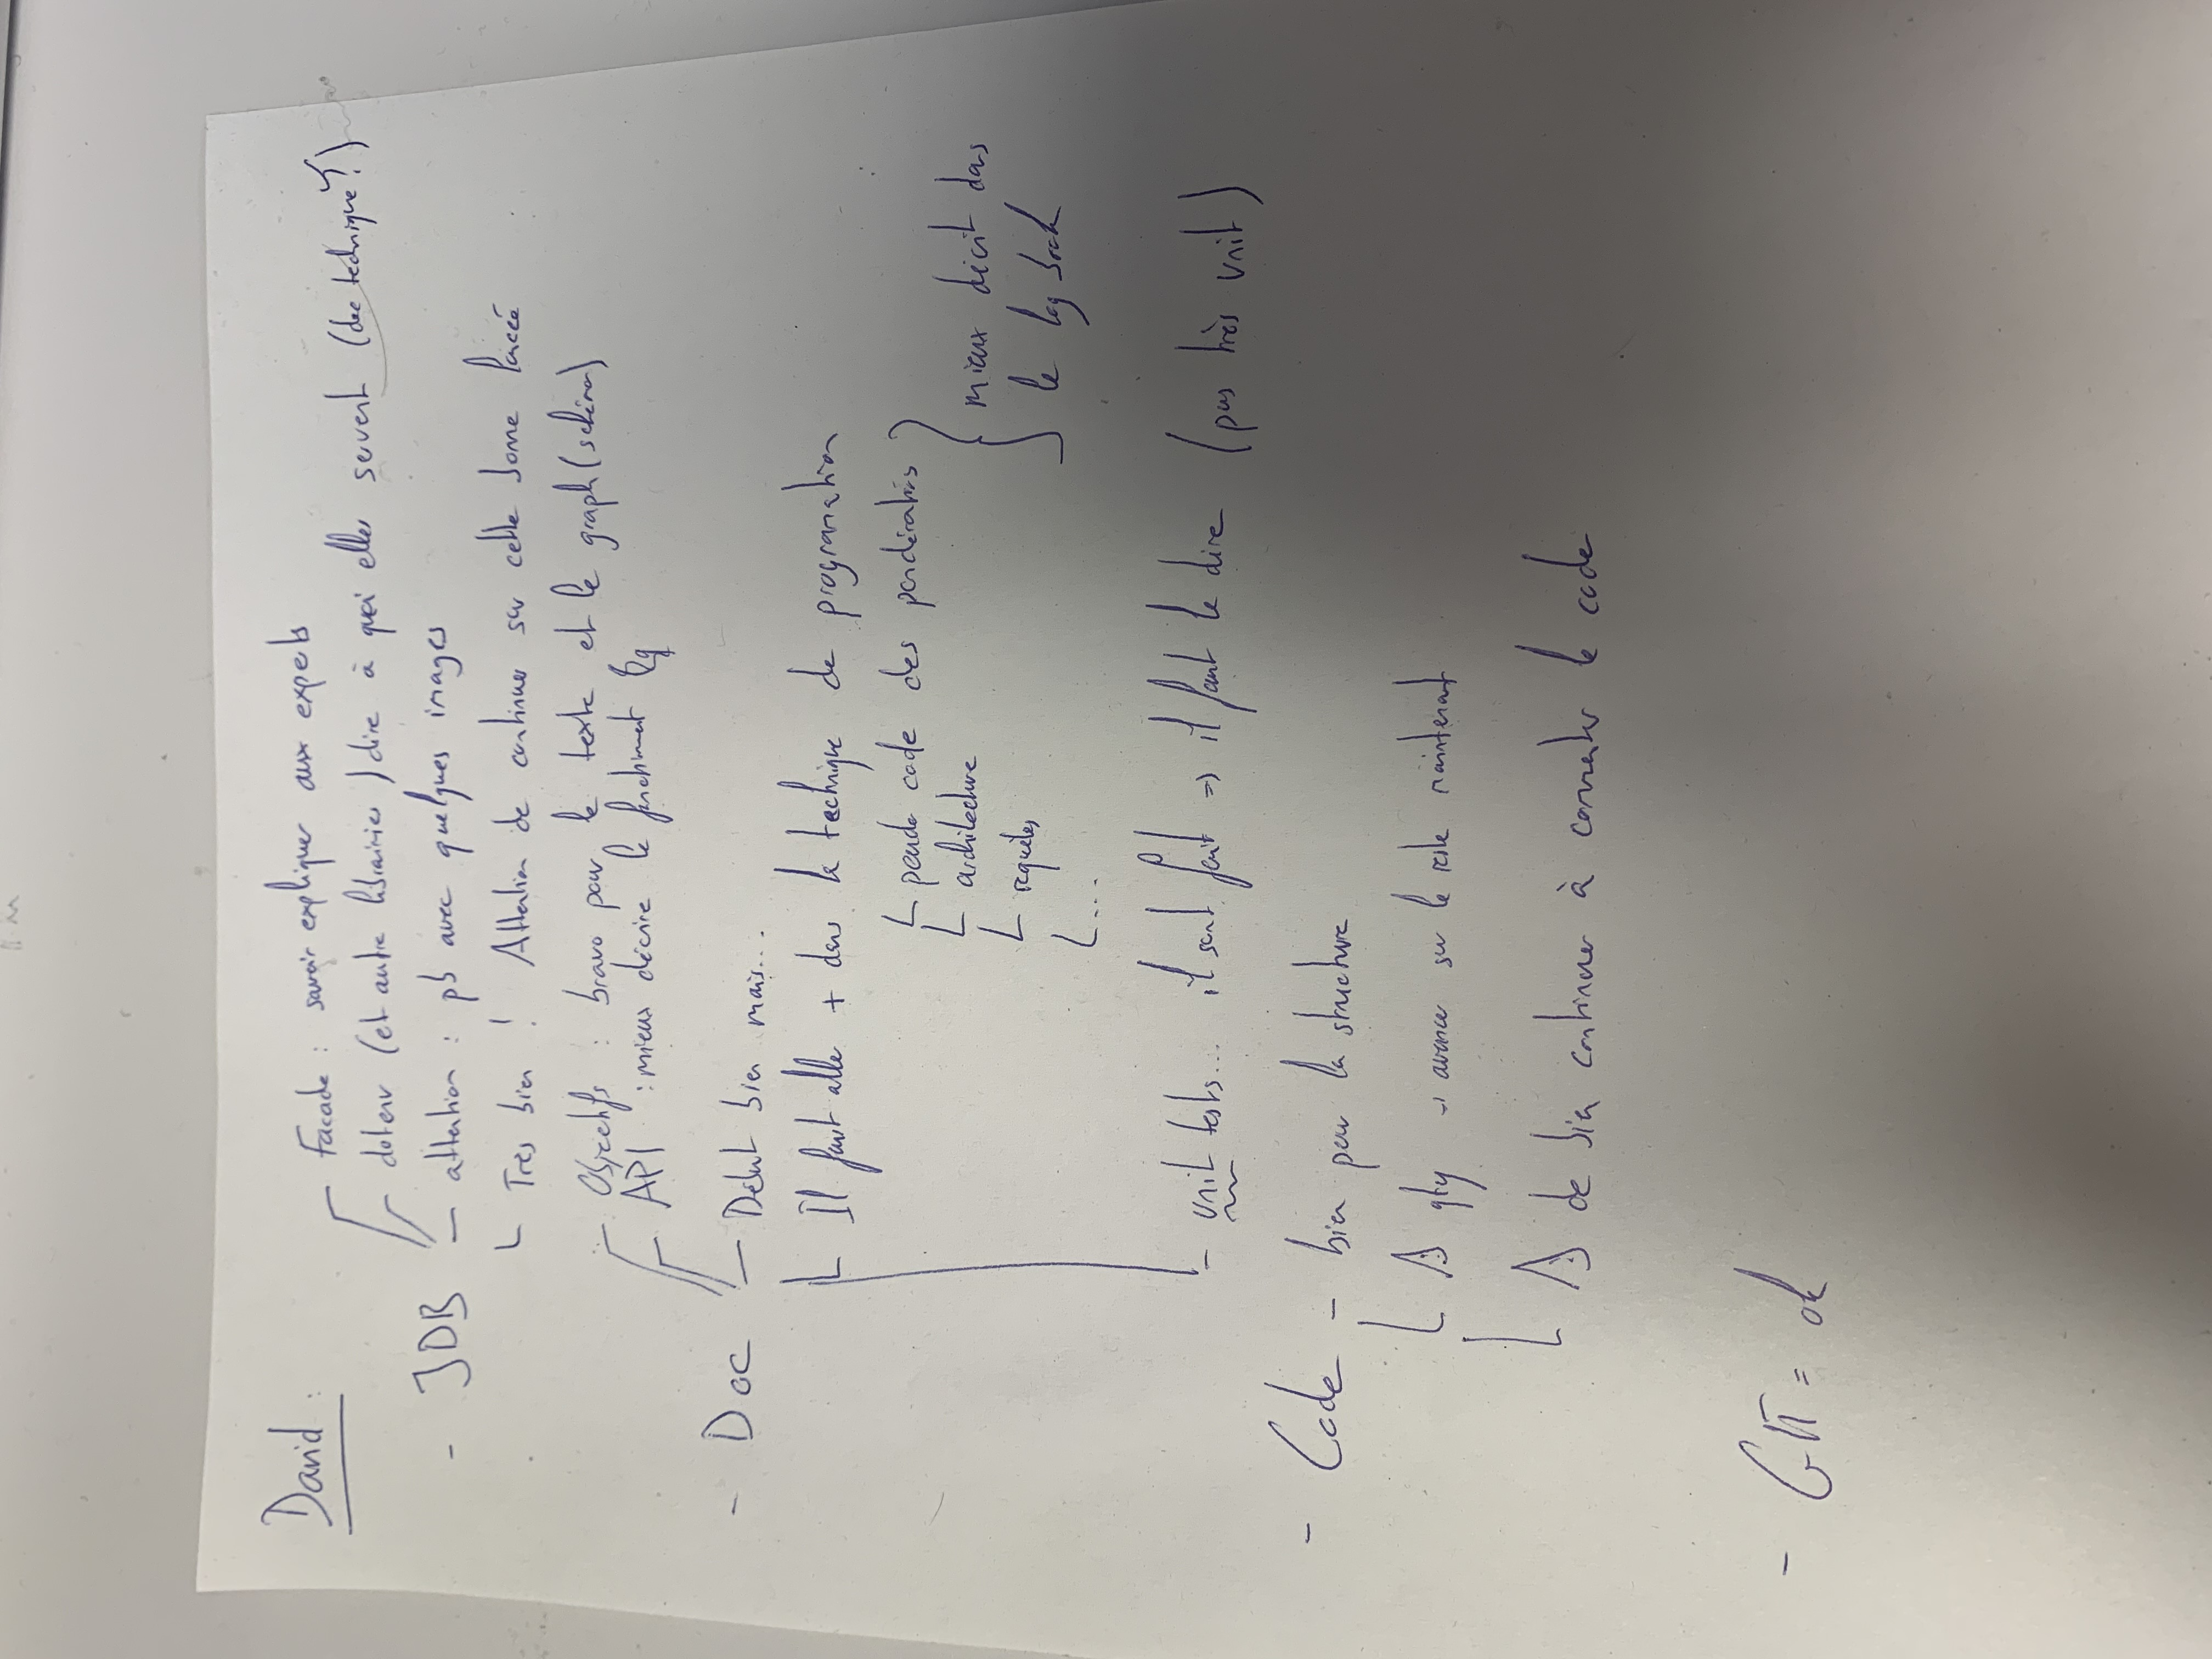 David :
Facade : savoir expliquer aux experts
dotenv (et autre librairies) dire à quoi elles servent (doc technique?)
- JDB - attention : pb avec quelques images
Très bien ! Attention de continuer sur cette bonne lancée
Objectifs : bravo pour le texte et le graph (schéma)
API : mieux décrire le fonctionnement
- Doc - Début bien mais...
Il faut aller + dans la technique de programation
pseudo code des pondérations
architecture
requêtes
...
mieux décrit dans
le log book
- unit tests... il sont fait => il faut le dire (pas très unit)
- Code - bien pour la structure
qty -> avancer sur le reste maintenant
de bien continuer à commenter le code
- GIT = ok